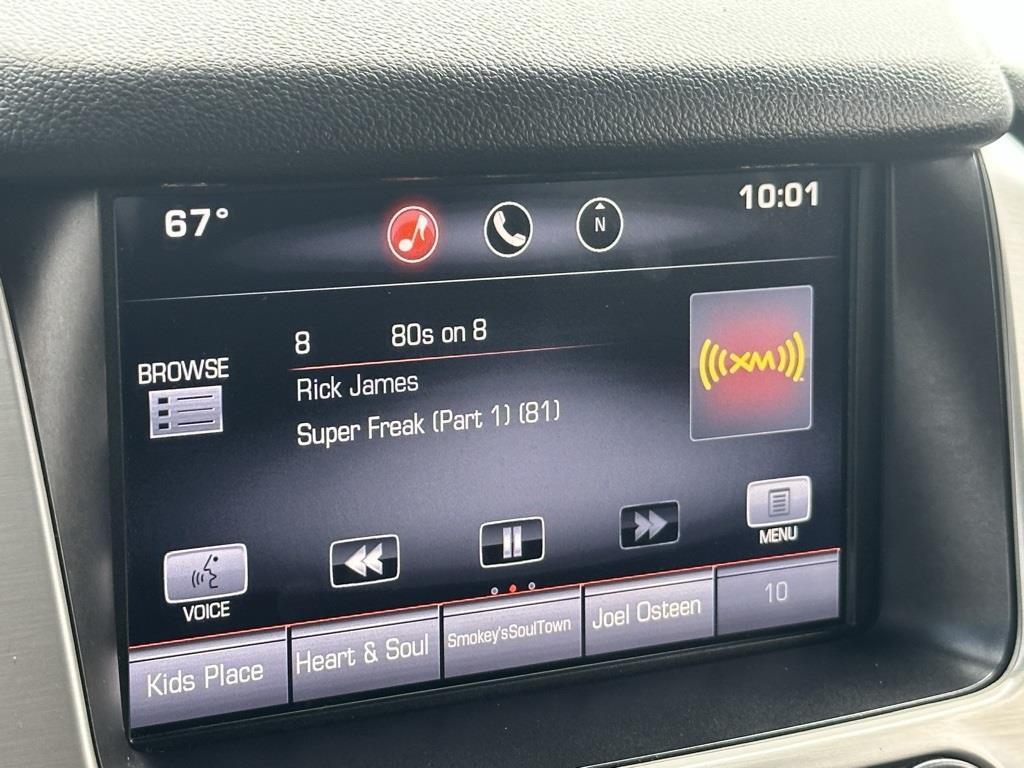 67°
N
10:01
8 80s on 8
BROWSE
Rick James
Super Freak (Part 1) (81)
((((XM))))™
VOICE
MENU
Kids Place
Heart & Soul
Smokey'sSoulTown
Joel Osteen
10